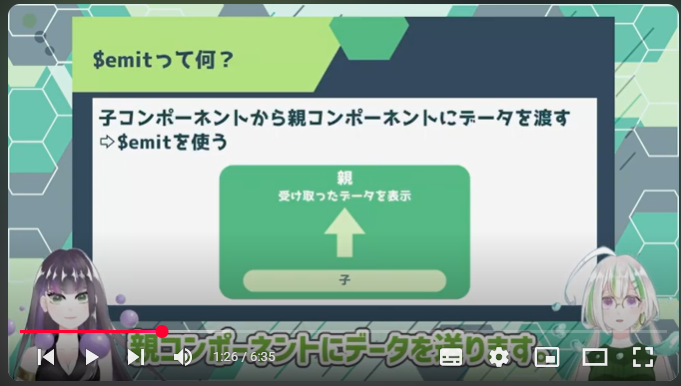 $emitって何？
子コンポーネントから親コンポーネントにデータを渡す
⇨$emitを使う
親
受け取ったデータを表示
子
親コンポーネントにデータを送ります。
1:26 / 6:35